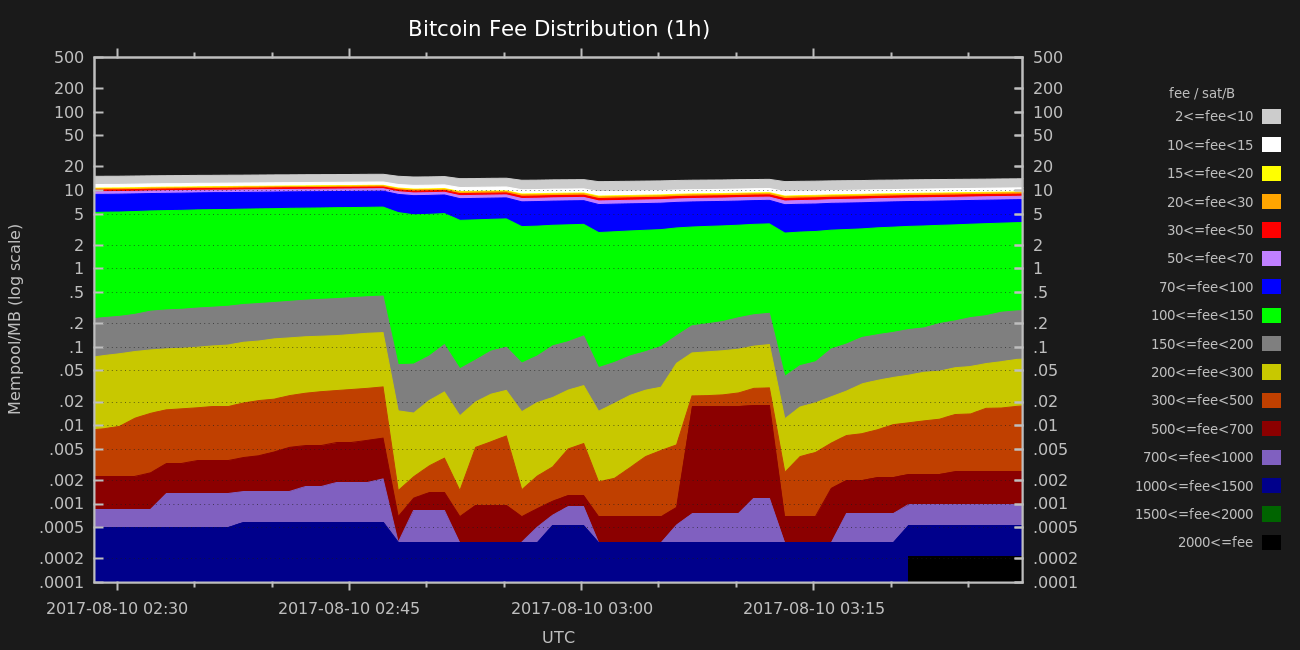 Bitcoin Fee Distribution (1h)
500
200
100
50
20
10
5
2
1
.5
.2
.1
.05
.02
.01
.005
.002
.001
.0005
.0002
.0001
Mempool/MB (log scale)
500
200
100
50
20
10
5
2
1
.5
.2
.1
.05
.02
.01
.005
.002
.001
.0005
.0002
.0001
2017-08-10 02:30 2017-08-10 02:45 2017-08-10 03:00 2017-08-10 03:15
UTC
fee / sat/B
2<=fee<10
10<=fee<15
15<=fee<20
20<=fee<30
30<=fee<50
50<=fee<70
70<=fee<100
100<=fee<150
150<=fee<200
200<=fee<300
300<=fee<500
500<=fee<700
700<=fee<1000
1000<=fee<1500
1500<=fee<2000
2000<=fee